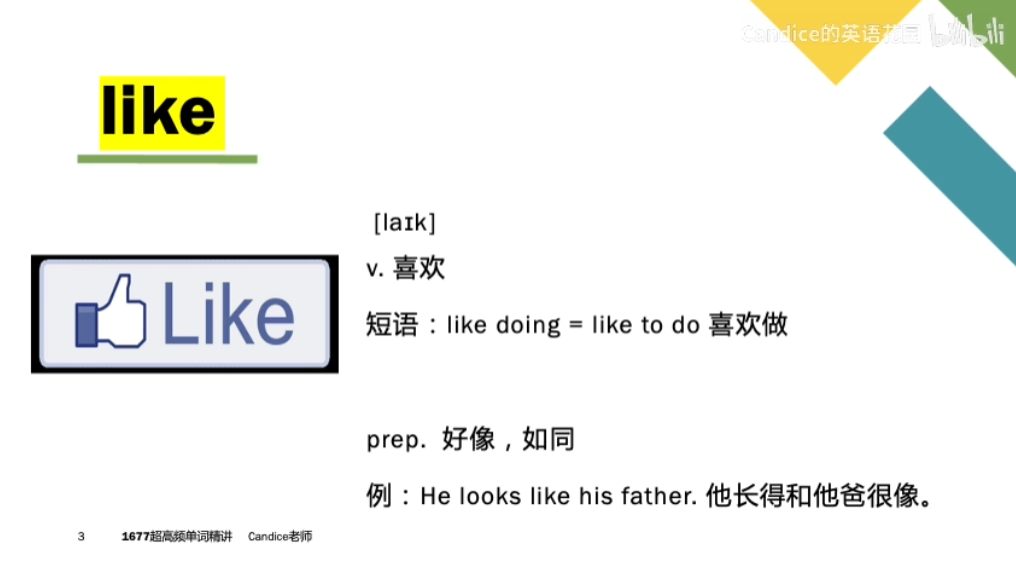 Candice的英语花园 bilibili
like
[laɪk]
v. 喜欢
Like
短语：like doing = like to do 喜欢做
prep. 好像，如同
例：He looks like his father. 他长得和他爸很像。
3 1677超高频单词精讲 Candice老师